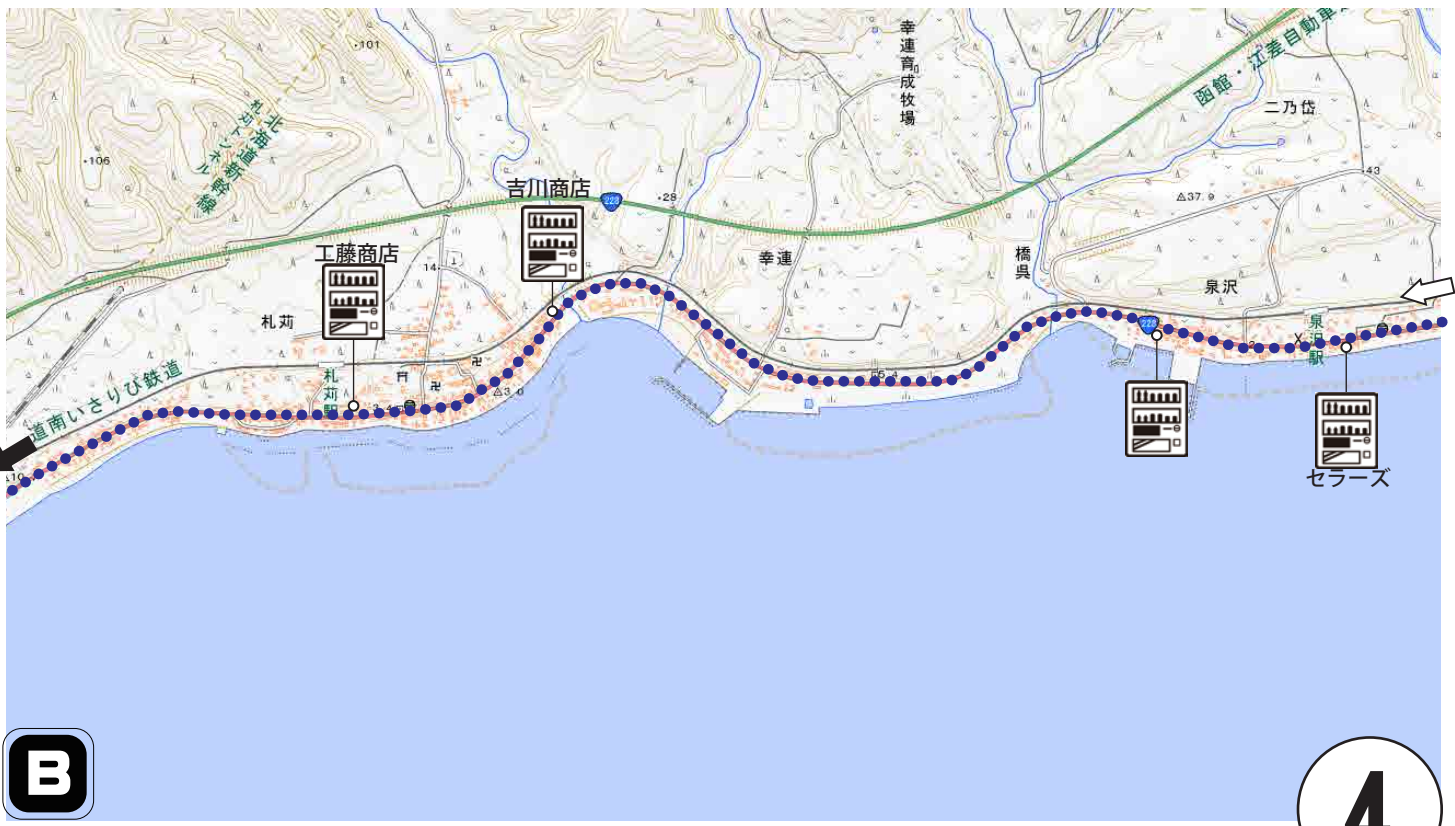 ・101
幸連育成牧場
函館・江差自動車
二乃岱
北海道新幹線
札苅トンネル
・106
・43
吉川商店
228
・28
△37.9
工藤商店
14
幸連
橋呉
泉沢
札苅
228
泉沢駅
札苅駅
道南いさりび鉄道
△3.0
セラーズ
B
4